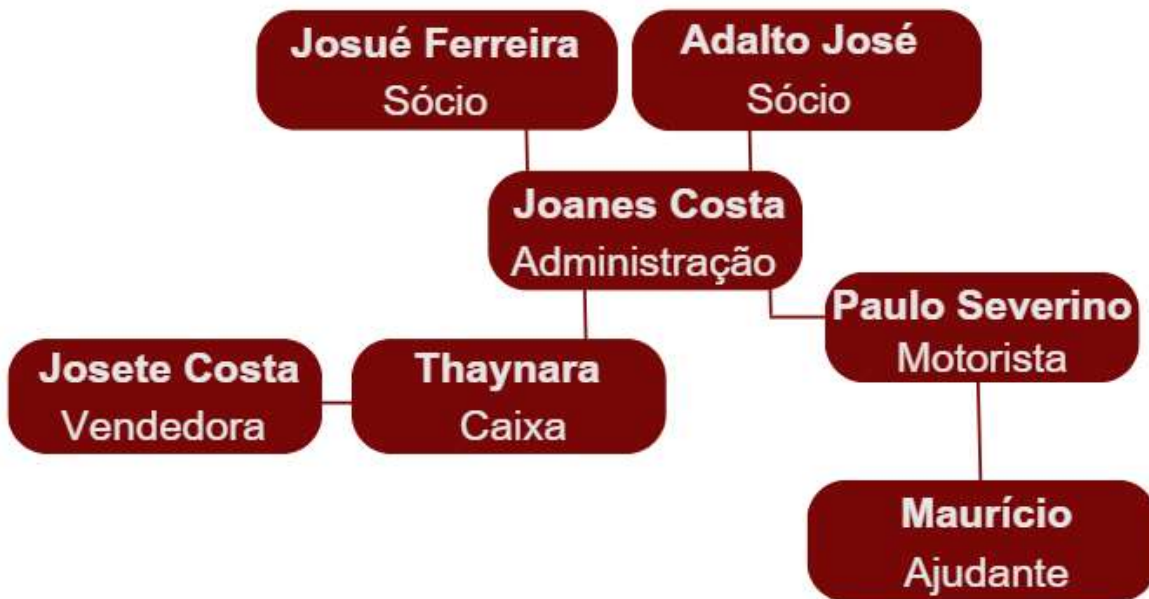 Josué Ferreira
Sócio
Adalto José
Sócio
Joanes Costa
Administração
Paulo Severino
Motorista
Josete Costa
Vendedora
Thaynara
Caixa
Maurício
Ajudante